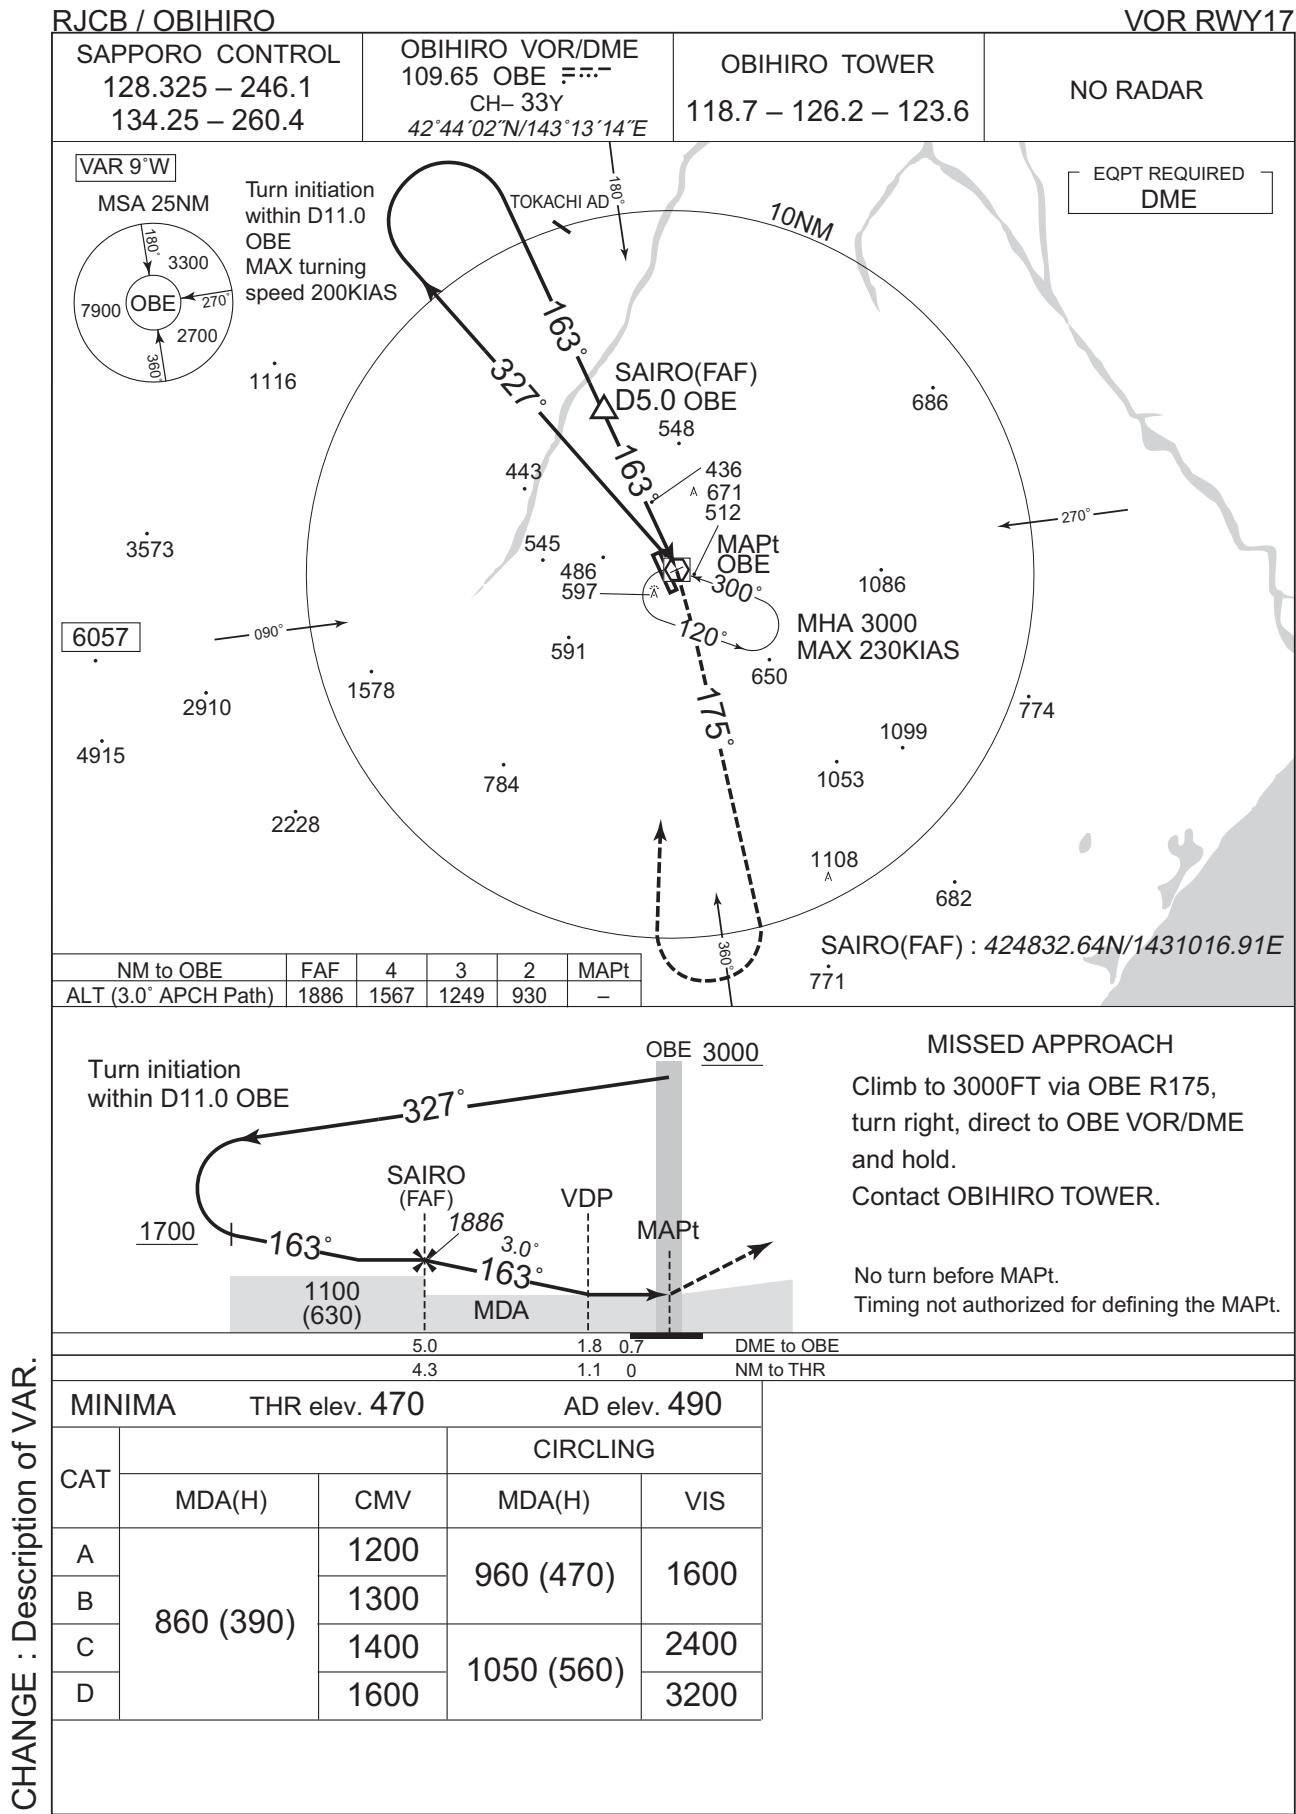 RJCB / OBIHIRO
VOR RWY17
SAPPORO CONTROL
128.325 – 246.1
134.25 – 260.4
OBIHIRO VOR/DME
109.65 OBE
CH– 33Y
42°44´02˝N/143°13´14˝E
OBIHIRO TOWER
118.7 – 126.2 – 123.6
NO RADAR
VAR 9°W
MSA 25NM
180°
3300
OBE
270°
7900
2700
360°
Turn initiation
within D11.0
OBE
MAX turning
speed 200KIAS
TOKACHI AD
180°
10NM
EQPT REQUIRED
DME
163°
327°
SAIRO(FAF)
D5.0 OBE
1116
686
548
163°
443
436
671
512
270°
3573
545
MAPt
OBE
486
597
300°
1086
6057
090°
120°
MHA 3000
MAX 230KIAS
591
650
1578
2910
175°
774
1099
4915
784
1053
2228
1108
682
360°
SAIRO(FAF) : 424832.64N/1431016.91E
771
NM to OBE FAF 4 3 2 MAPt
ALT (3.0° APCH Path) 1886 1567 1249 930 –
Turn initiation
within D11.0 OBE
OBE 3000
327°
SAIRO
(FAF)
VDP
1886
MAPt
1700
163°
3.0°
163°
1100
(630)
MDA
MISSED APPROACH
Climb to 3000FT via OBE R175,
turn right, direct to OBE VOR/DME
and hold.
Contact OBIHIRO TOWER.
No turn before MAPt.
Timing not authorized for defining the MAPt.
5.0 1.8 0.7 DME to OBE
4.3 1.1 0 NM to THR
MINIMA THR elev. 470 AD elev. 490
CAT
CIRCLING
MDA(H) CMV MDA(H) VIS
A 860 (390) 1200 960 (470) 1600
B 1300
C 1400 1050 (560) 2400
D 1600 3200
CHANGE : Description of VAR.